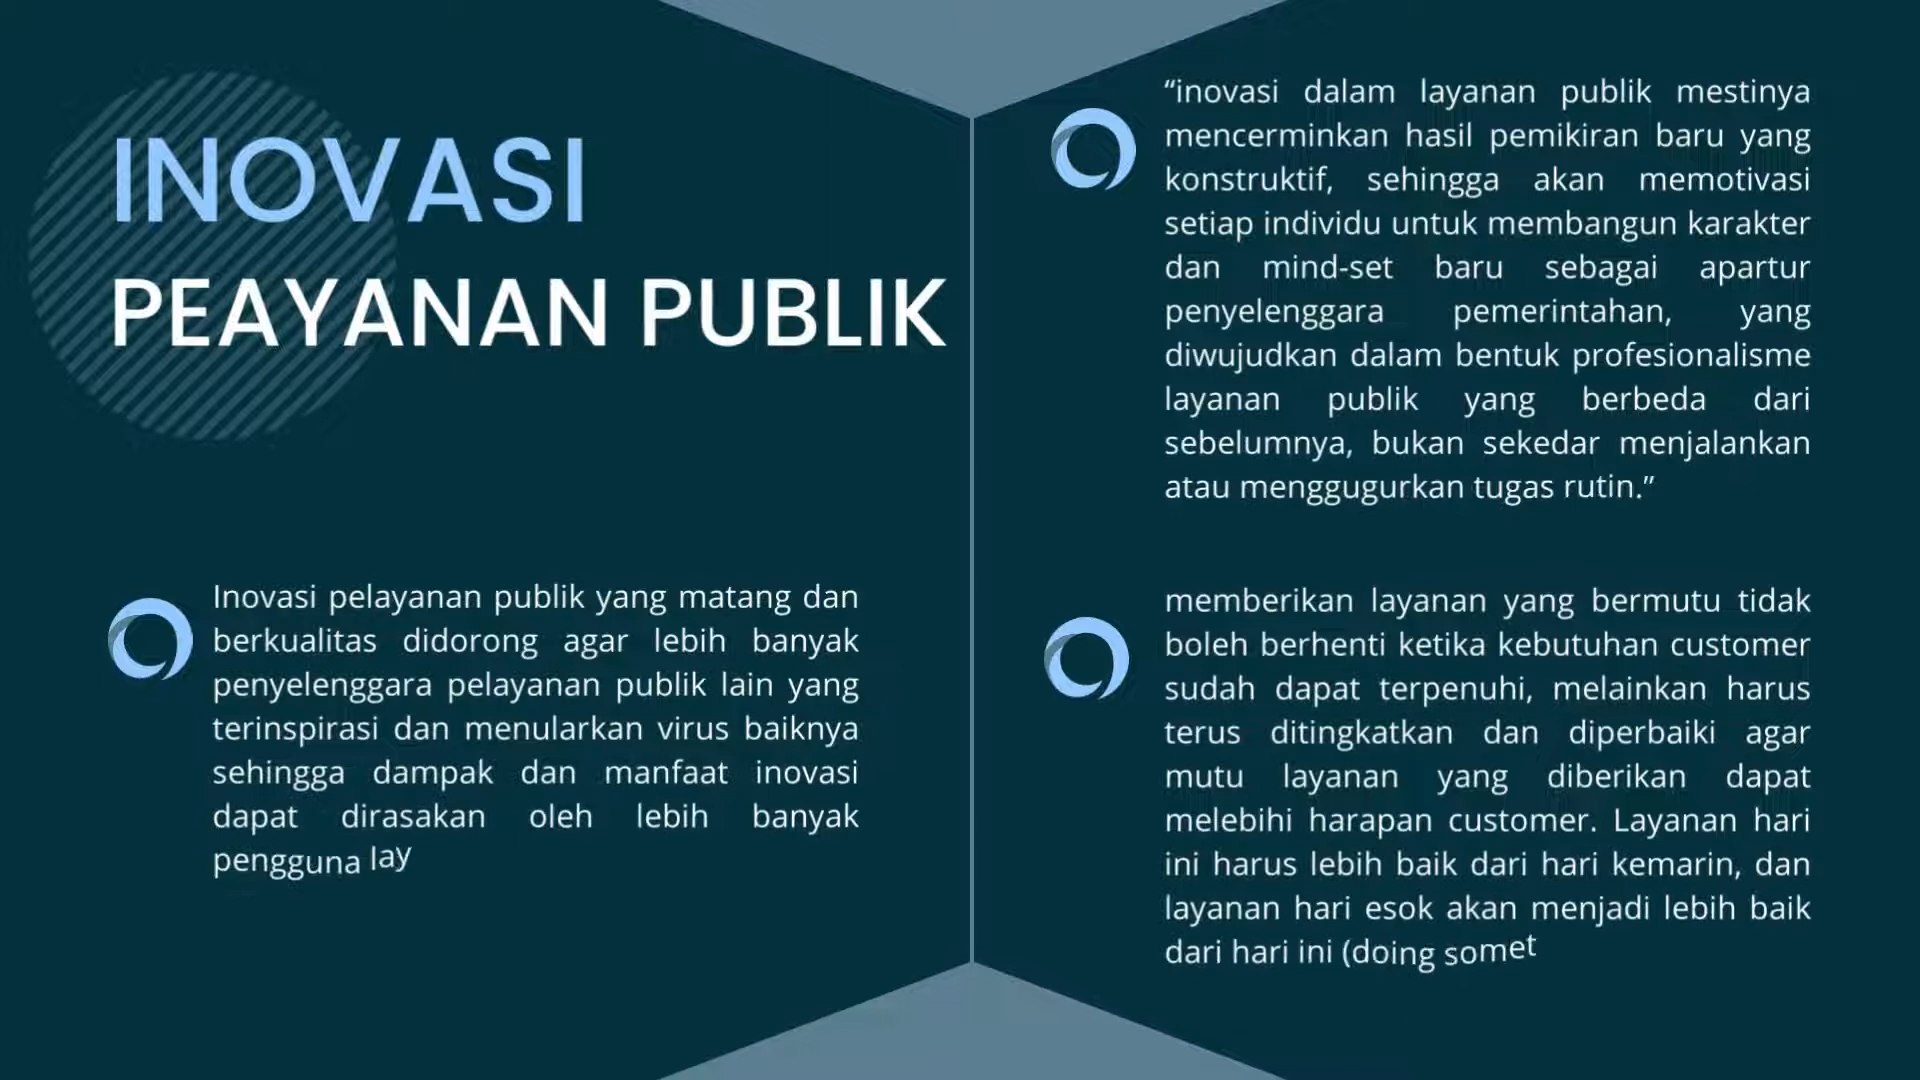 INOVASI
PEAYANAN PUBLIK
Inovasi pelayanan publik yang matang dan
berkualitas didorong agar lebih banyak
penyelenggara pelayanan publik lain yang
terinspirasi dan menularkan virus baiknya
sehingga dampak dan manfaat inovasi
dapat dirasakan oleh lebih banyak
pengguna lay
“inovasi dalam layanan publik mestinya
mencerminkan hasil pemikiran baru yang
konstruktif, sehingga akan memotivasi
setiap individu untuk membangun karakter
dan mind-set baru sebagai apartur
penyelenggara pemerintahan, yang
diwujudkan dalam bentuk profesionalisme
layanan publik yang berbeda dari
sebelumnya, bukan sekedar menjalankan
atau menggugurkan tugas rutin.”
memberikan layanan yang bermutu tidak
boleh berhenti ketika kebutuhan customer
sudah dapat terpenuhi, melainkan harus
terus ditingkatkan dan diperbaiki agar
mutu layanan yang diberikan dapat
melebihi harapan customer. Layanan hari
ini harus lebih baik dari hari kemarin, dan
layanan hari esok akan menjadi lebih baik
dari hari ini (doing somet